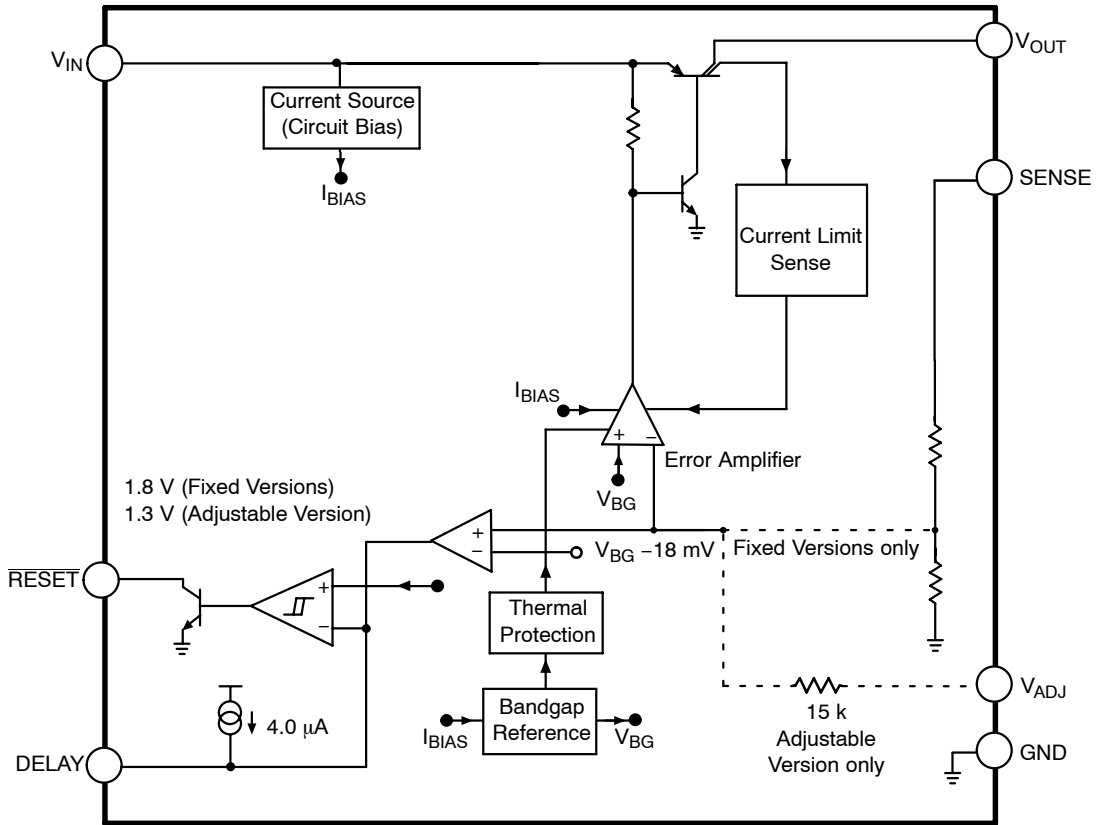 V_IN
V_OUT
Current Source
(Circuit Bias)
I_BIAS
SENSE
Current Limit
Sense
I_BIAS
+ −
Error Amplifier
V_BG
1.8 V (Fixed Versions)
1.3 V (Adjustable Version)
+
−
V_BG −18 mV
Fixed Versions only
RESET
+
−
Thermal
Protection
4.0 μA
I_BIAS
Bandgap
Reference
V_BG
15 k
Adjustable
Version only
V_ADJ
DELAY
GND